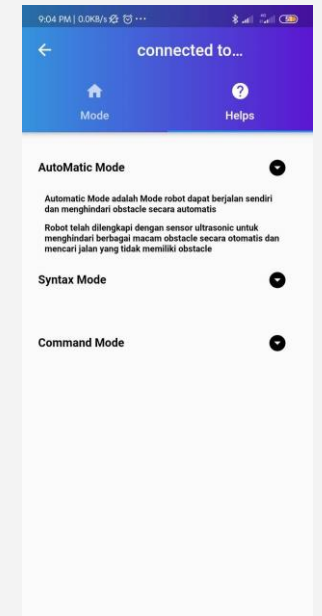 9:04 PM | 0.0KB/s ...
connected to...
Mode
Helps
AutoMatic Mode
Automatic Mode adalah Mode robot dapat berjalan sendiri
dan menghindari obstacle secara automatis
Robot telah dilengkapi dengan sensor ultrasonic untuk
menghindari berbagai macam obstacle secara otomatis dan
mencari jalan yang tidak memiliki obstacle
Syntax Mode
Command Mode